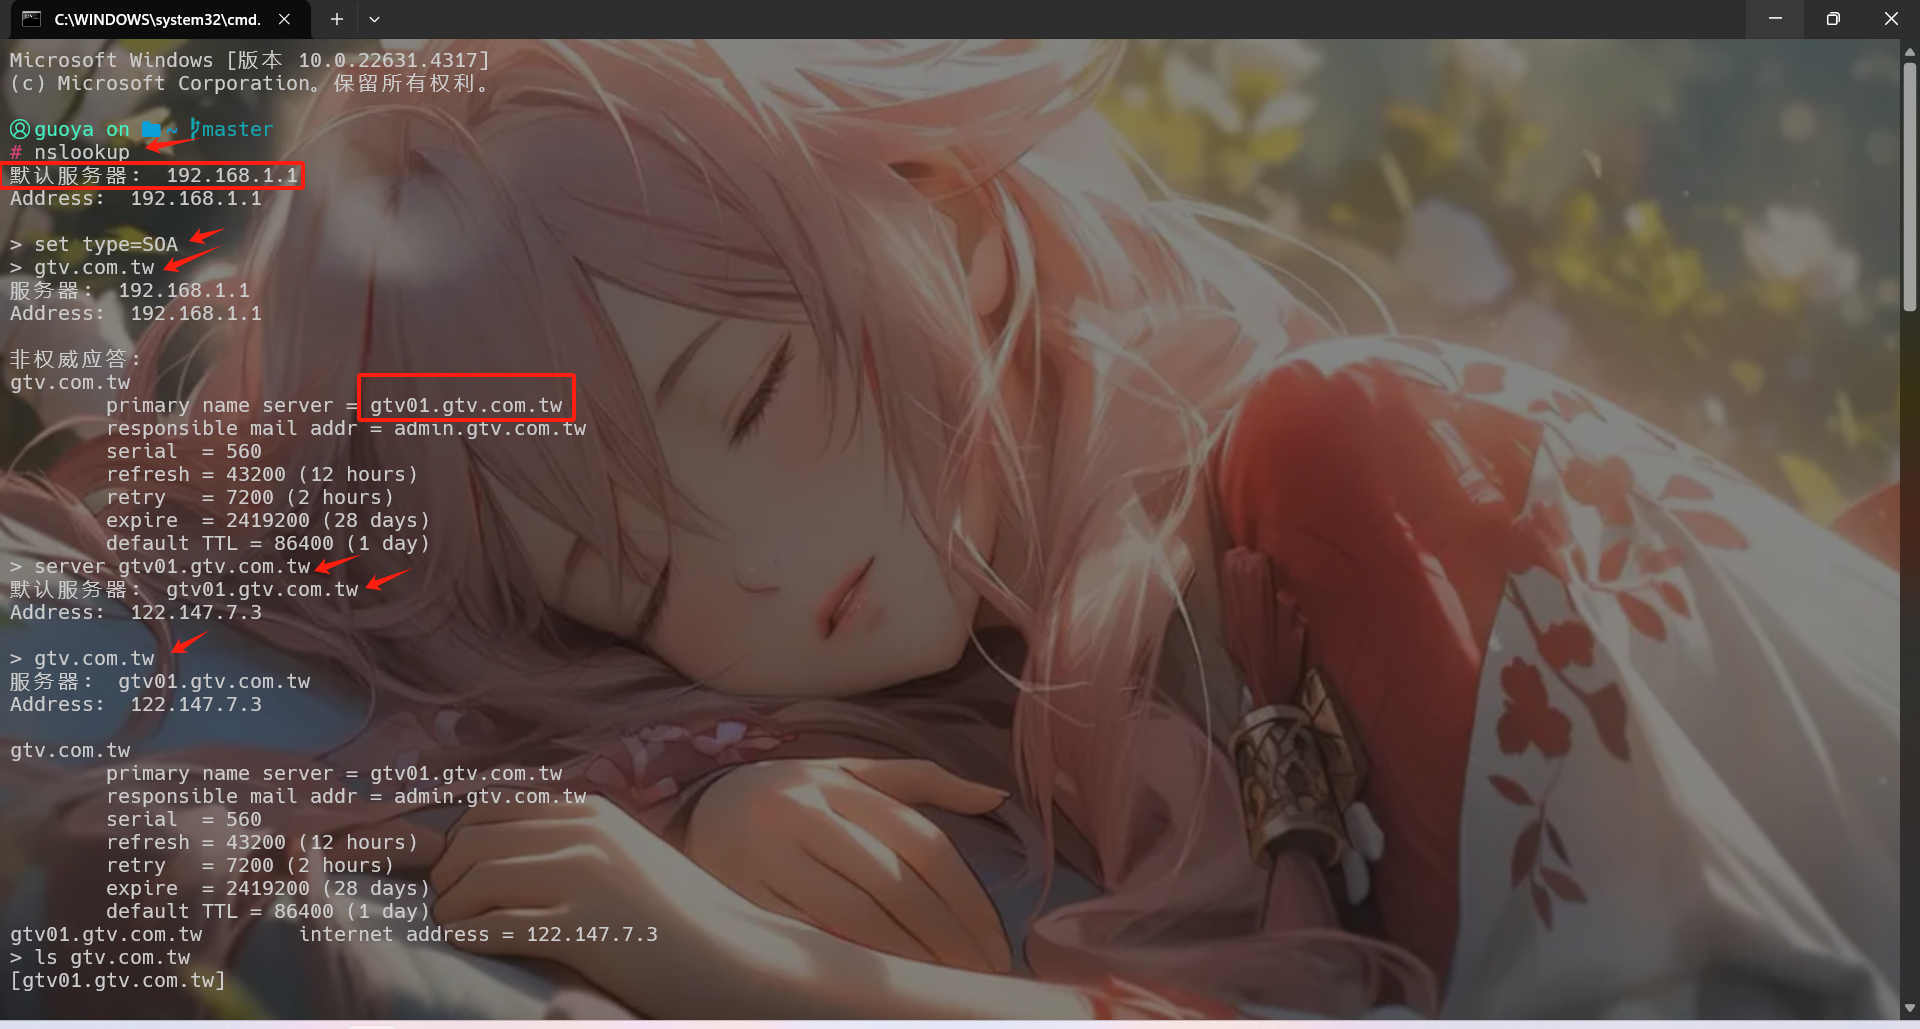 C:\WINDOWS\system32\cmd.
Microsoft Windows [版本 10.0.22631.4317]
(c) Microsoft Corporation。保留所有权利。
guoya on ~ master
# nslookup
默认服务器:  192.168.1.1
Address:  192.168.1.1
> set type=SOA
> gtv.com.tw
服务器:  192.168.1.1
Address:  192.168.1.1
非权威应答:
gtv.com.tw
primary name server = gtv01.gtv.com.tw
responsible mail addr = admin.gtv.com.tw
serial  = 560
refresh = 43200 (12 hours)
retry   = 7200 (2 hours)
expire  = 2419200 (28 days)
default TTL = 86400 (1 day)
> server gtv01.gtv.com.tw
默认服务器:  gtv01.gtv.com.tw
Address:  122.147.7.3
> gtv.com.tw
服务器:  gtv01.gtv.com.tw
Address:  122.147.7.3
gtv.com.tw
primary name server = gtv01.gtv.com.tw
responsible mail addr = admin.gtv.com.tw
serial  = 560
refresh = 43200 (12 hours)
retry   = 7200 (2 hours)
expire  = 2419200 (28 days)
default TTL = 86400 (1 day)
gtv01.gtv.com.tw        internet address = 122.147.7.3
> ls gtv.com.tw
[gtv01.gtv.com.tw]